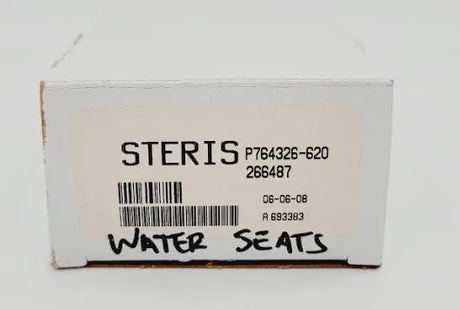 STERIS P764326-620
266487
06-06-08
A 693383
WATER SEATS